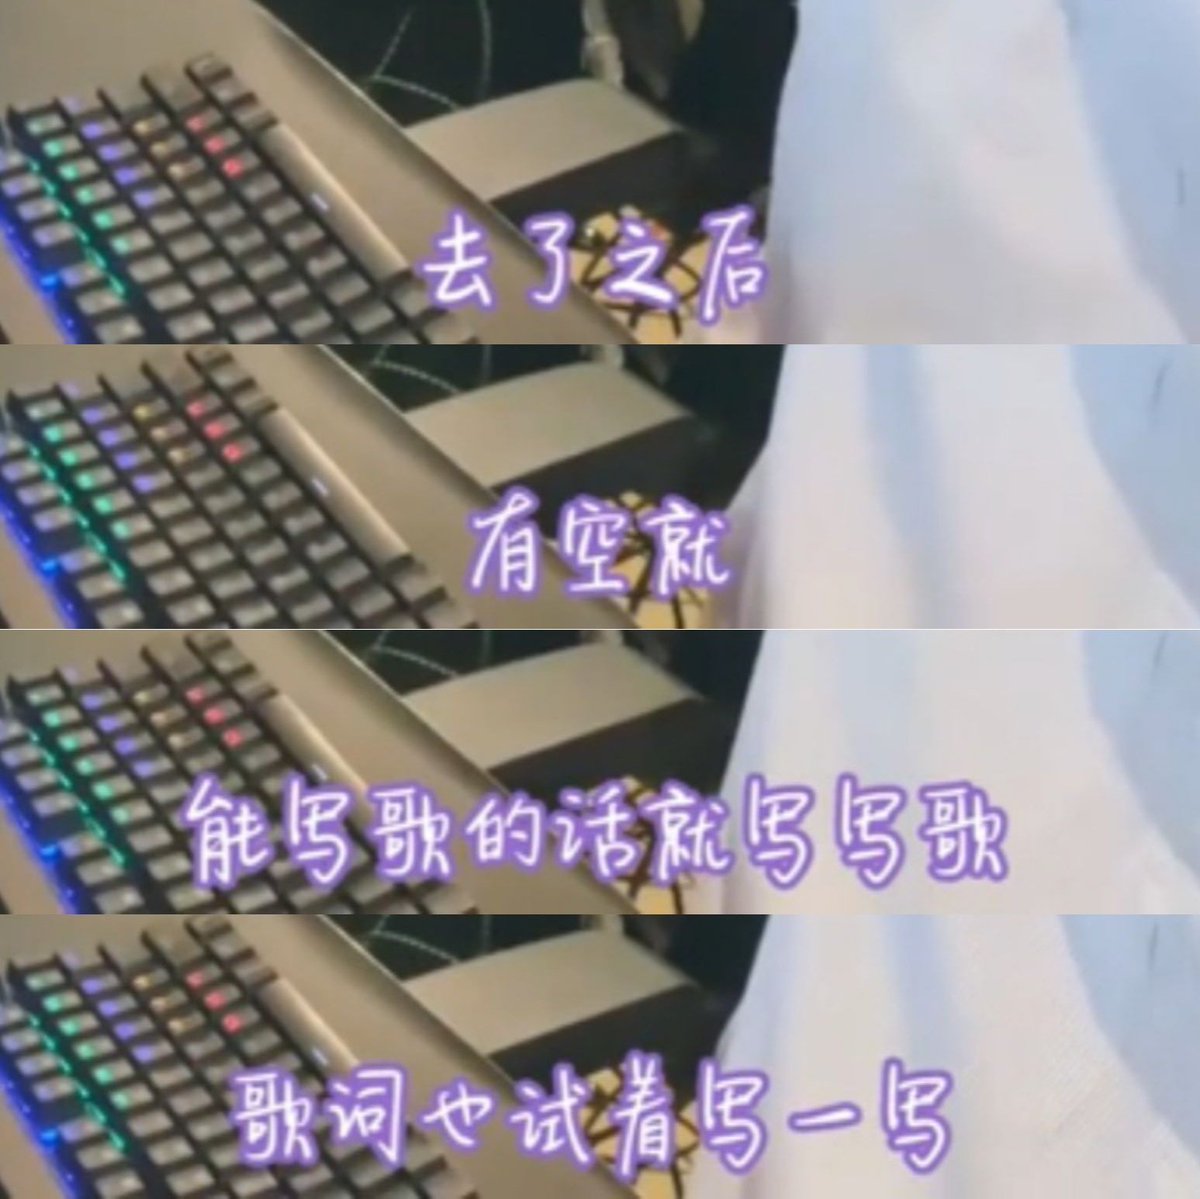 去了之后
有空就
能写歌的话就写写歌
歌词也试着写一写